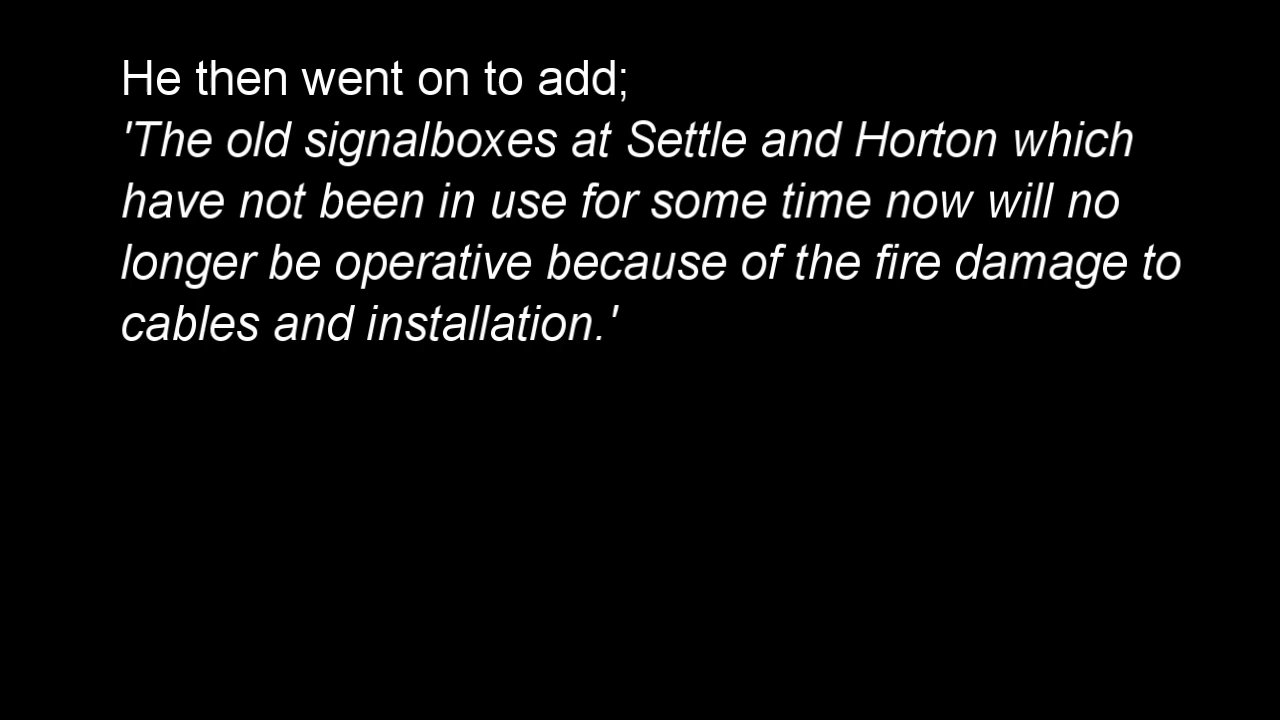 He then went on to add;
'The old signalboxes at Settle and Horton which
have not been in use for some time now will no
longer be operative because of the fire damage to
cables and installation.'